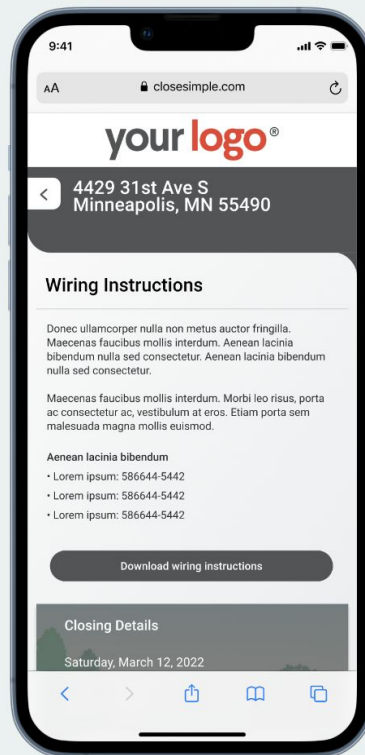 9:41
AA closesimple.com
your logo®
4429 31st Ave S
Minneapolis, MN 55490
Wiring Instructions
Donec ullamcorper nulla non metus auctor fringilla.
Maecenas faucibus mollis interdum. Aenean lacinia
bibendum nulla sed consectetur. Aenean lacinia bibendum
nulla sed consectetur.
Maecenas faucibus mollis interdum. Morbi leo risus, porta
ac consectetur ac, vestibulum at eros. Etiam porta sem
malesuada magna mollis euismod.
Aenean lacinia bibendum
• Lorem ipsum: 586644-5442
• Lorem ipsum: 586644-5442
• Lorem ipsum: 586644-5442
Download wiring instructions
Closing Details
Saturday, March 12, 2022